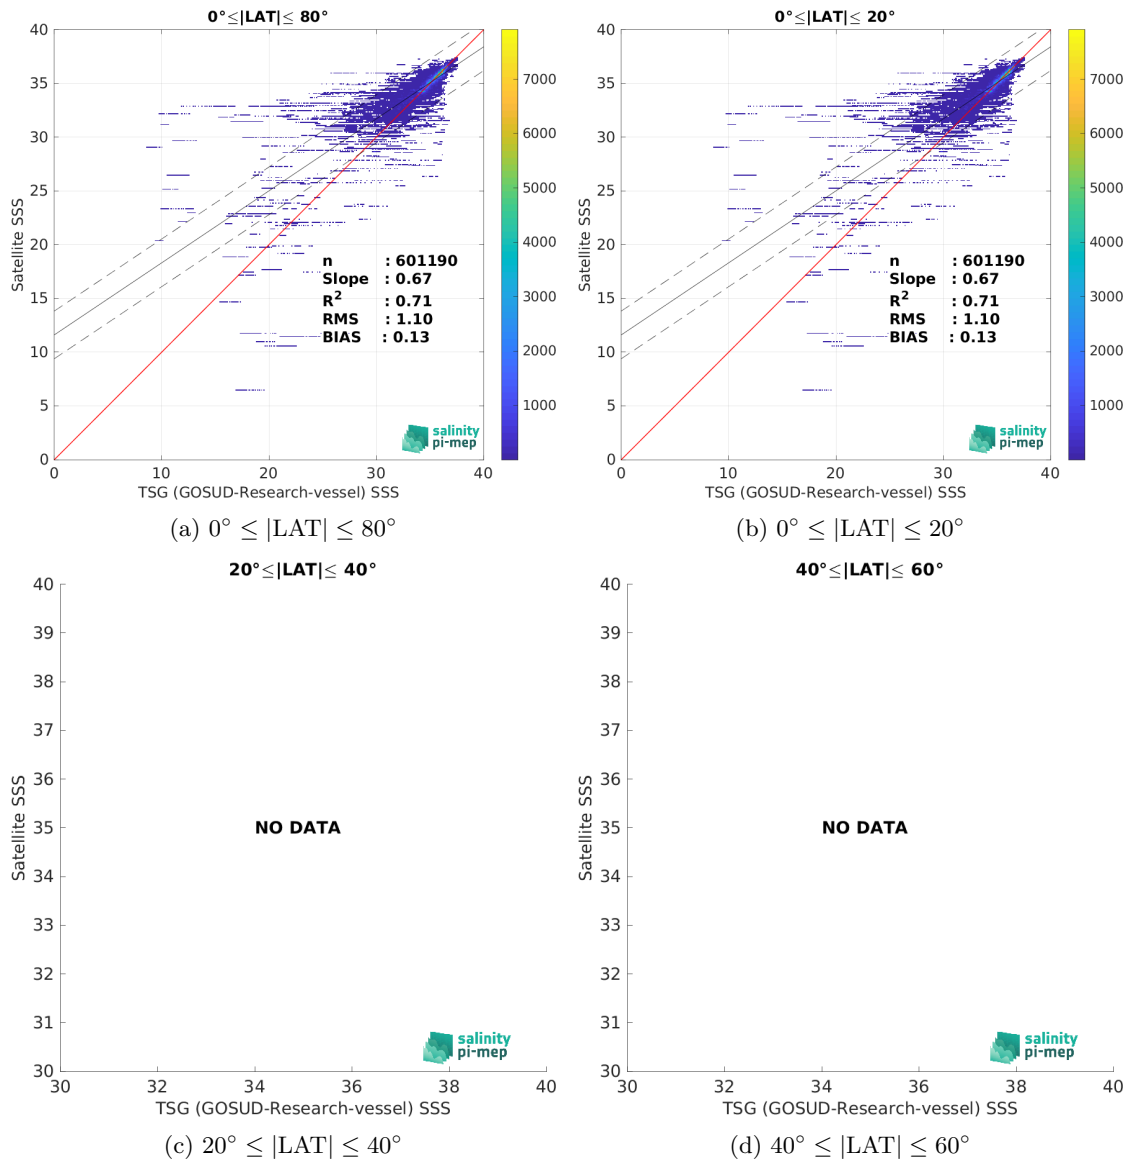 0°≤|LAT|≤ 80°
40
35
30
25
20
15
10
5
0
Satellite SSS
0
10
20
30
40
TSG (GOSUD-Research-vessel) SSS
n : 601190
Slope : 0.67
R² : 0.71
RMS : 1.10
BIAS : 0.13
salinity
pi-mep
7000
6000
5000
4000
3000
2000
1000
(a) 0° ≤ |LAT| ≤ 80°
0°≤|LAT|≤ 20°
40
35
30
25
20
15
10
5
0
Satellite SSS
0
10
20
30
40
TSG (GOSUD-Research-vessel) SSS
n : 601190
Slope : 0.67
R² : 0.71
RMS : 1.10
BIAS : 0.13
salinity
pi-mep
7000
6000
5000
4000
3000
2000
1000
(b) 0° ≤ |LAT| ≤ 20°
20°≤|LAT|≤ 40°
40
39
38
37
36
35
34
33
32
31
30
Satellite SSS
NO DATA
salinity
pi-mep
30
32
34
36
38
40
TSG (GOSUD-Research-vessel) SSS
(c) 20° ≤ |LAT| ≤ 40°
40°≤|LAT|≤ 60°
40
39
38
37
36
35
34
33
32
31
30
Satellite SSS
NO DATA
salinity
pi-mep
30
32
34
36
38
40
TSG (GOSUD-Research-vessel) SSS
(d) 40° ≤ |LAT| ≤ 60°